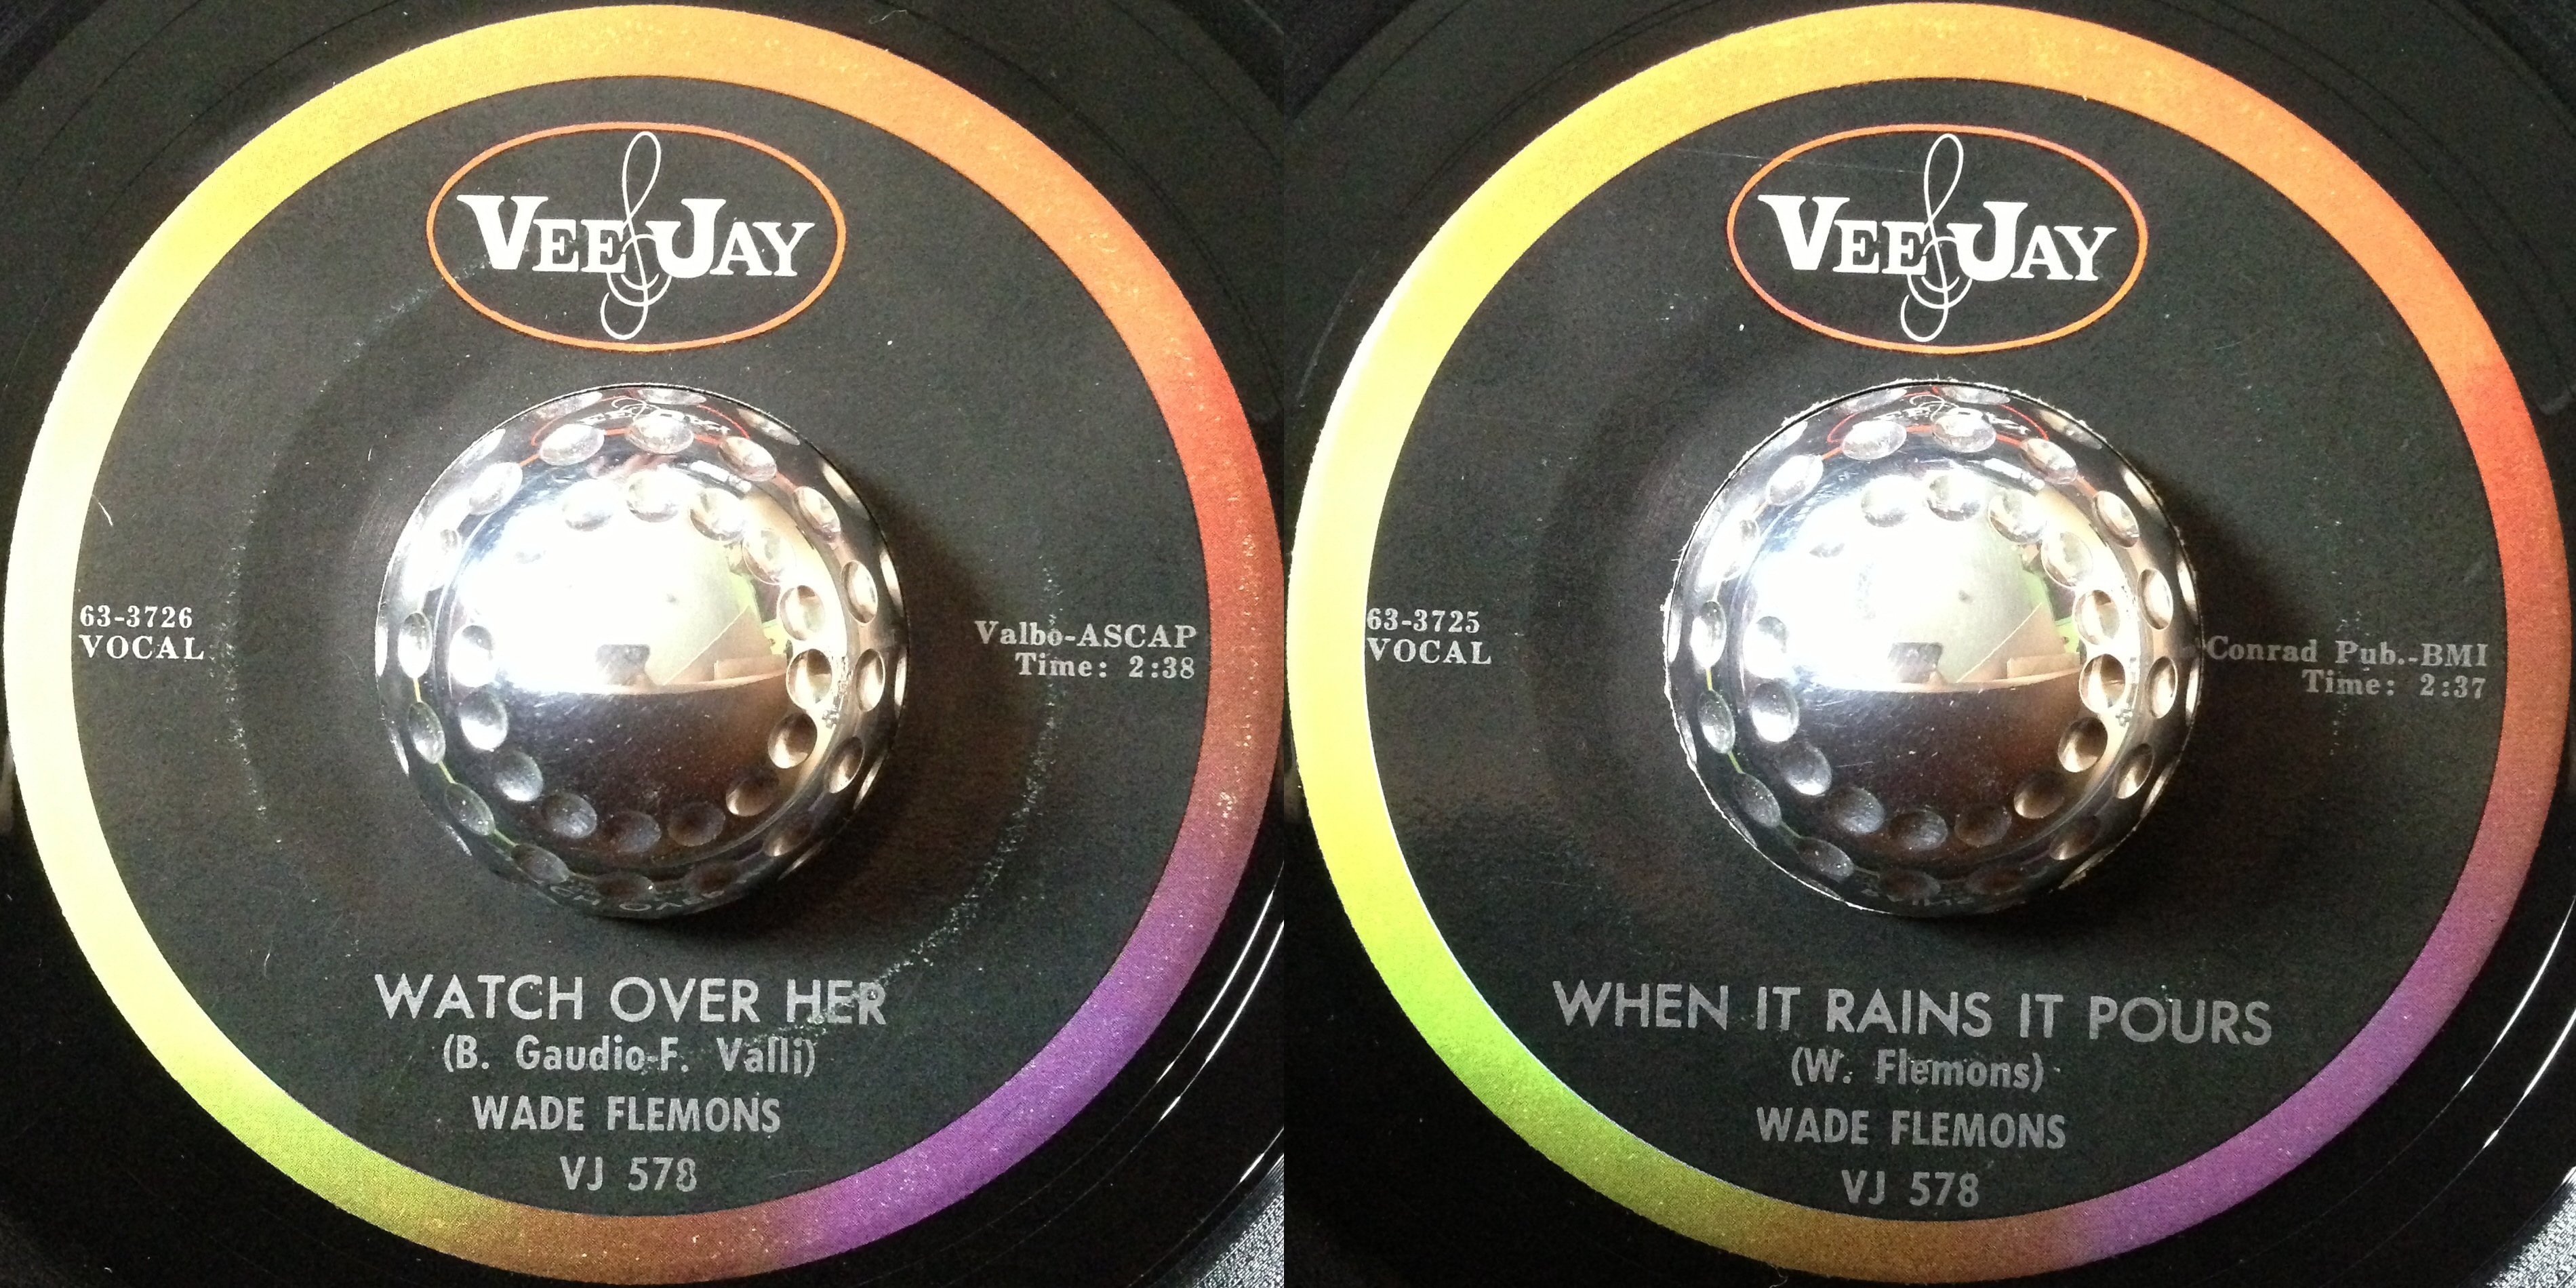 VEE JAY
63-3726
VOCAL
Valbo-ASCAP
Time: 2:38
WATCH OVER HER
(B. Gaudio-F. Valli)
WADE FLEMONS
VJ 578
VEE JAY
63-3725
VOCAL
Conrad Pub.-BMI
Time: 2:37
WHEN IT RAINS IT POURS
(W. Flemons)
WADE FLEMONS
VJ 578